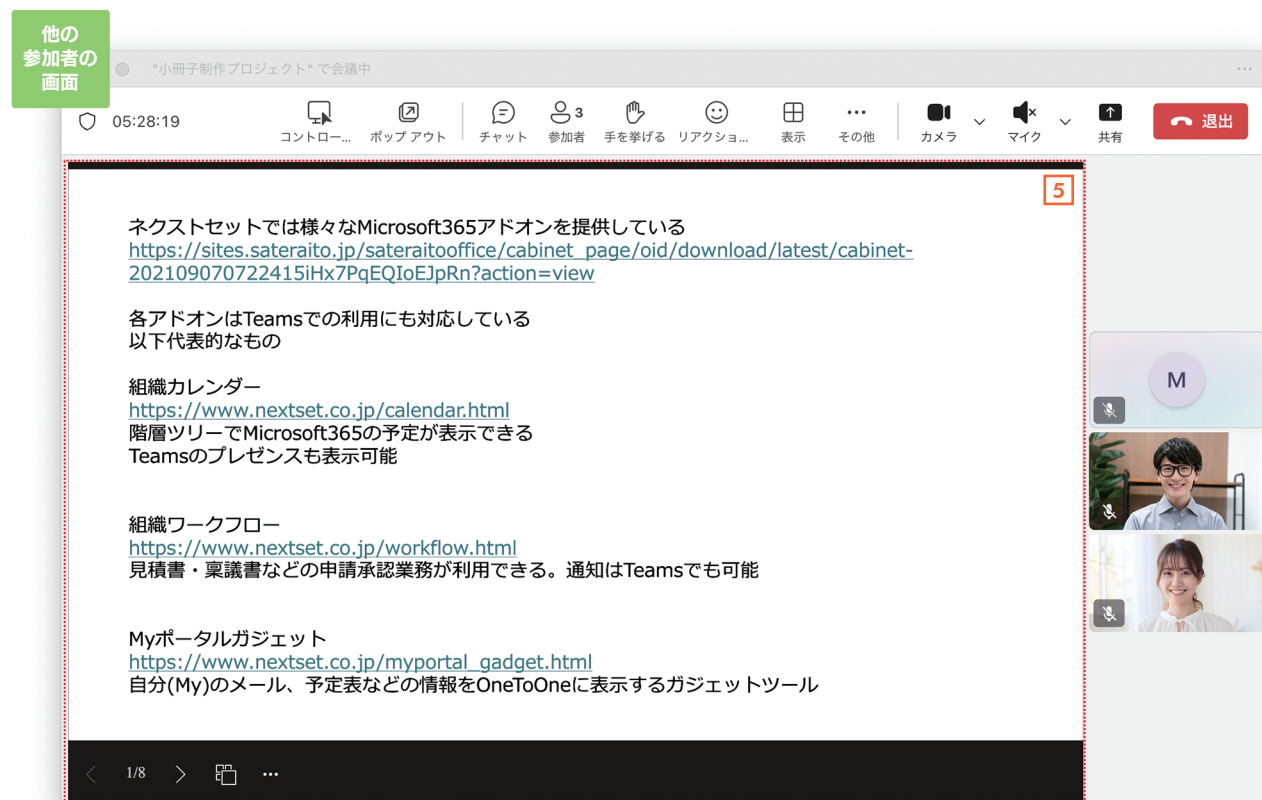 他の
参加者の
画面
"小冊子制作プロジェクト" で会議中
05:28:19
コントロー...
ポップ アウト
チャット
3
参加者
手を挙げる
リアクショ...
表示
その他
カメラ
マイク
共有
退出
5
ネクストセットでは様々なMicrosoft365アドオンを提供している
https://sites.sateraito.jp/sateraitooffice/cabinet_page/oid/download/latest/cabinet-
202109070722415iHx7PqEQIoEJpRn?action=view
各アドオンはTeamsでの利用にも対応している
以下代表的なもの
組織カレンダー
https://www.nextset.co.jp/calendar.html
階層ツリーでMicrosoft365の予定が表示できる
Teamsのプレゼンスも表示可能
組織ワークフロー
https://www.nextset.co.jp/workflow.html
見積書・稟議書などの申請承認業務が利用できる。通知はTeamsでも可能
Myポータルガジェット
https://www.nextset.co.jp/myportal_gadget.html
自分(My)のメール、予定表などの情報をOneToOneに表示するガジェットツール
M
1/8